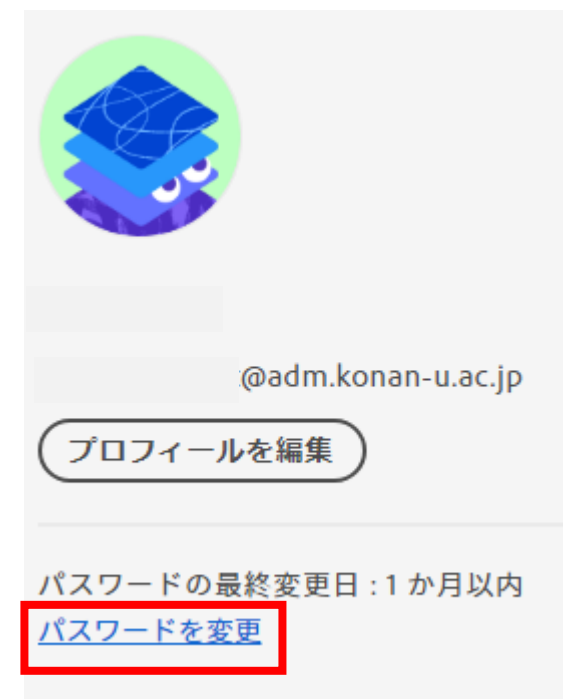 @adm.konan-u.ac.jp
プロフィールを編集
パスワードの最終変更日 : 1 か月以内
パスワードを変更